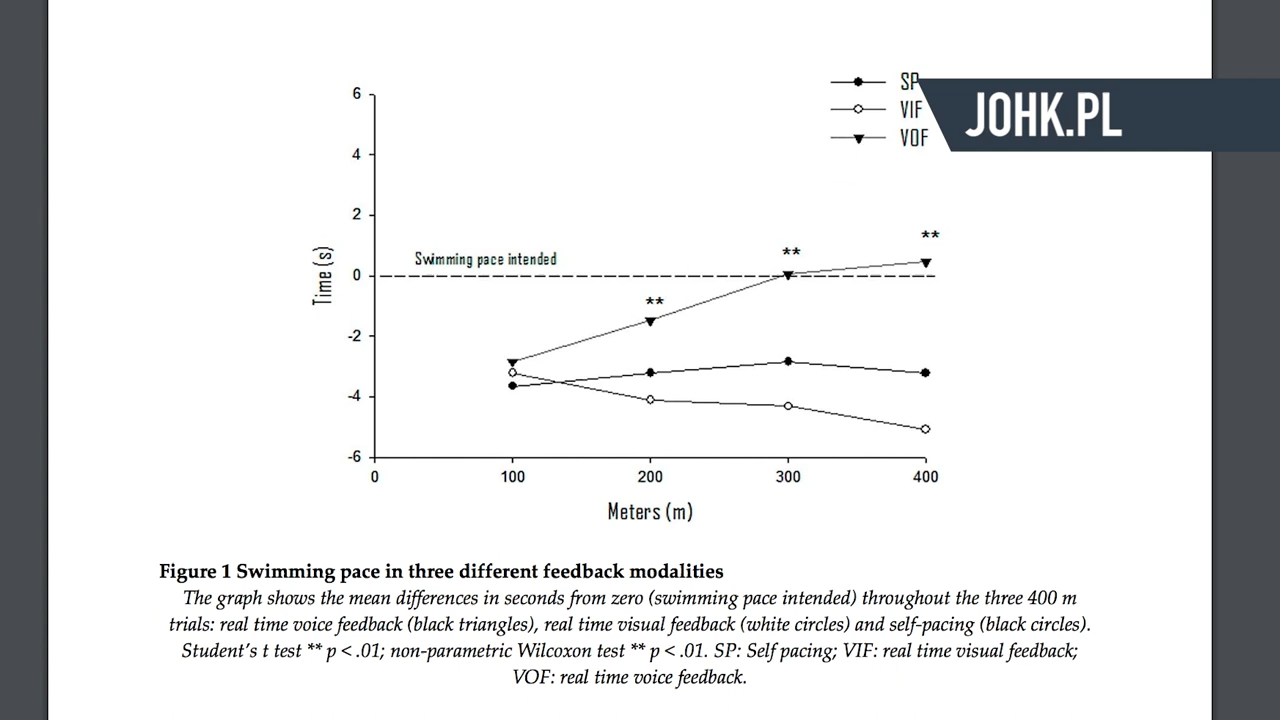 SP
VIF
VOF
JOHK.PL
6
4
2
0
-2
-4
-6
Time (s)
Swimming pace intended
**
**
**
0 100 200 300 400
Meters (m)
Figure 1 Swimming pace in three different feedback modalities
The graph shows the mean differences in seconds from zero (swimming pace intended) throughout the three 400 m
trials: real time voice feedback (black triangles), real time visual feedback (white circles) and self-pacing (black circles).
Student’s t test ** p < .01; non-parametric Wilcoxon test ** p < .01. SP: Self pacing; VIF: real time visual feedback;
VOF: real time voice feedback.